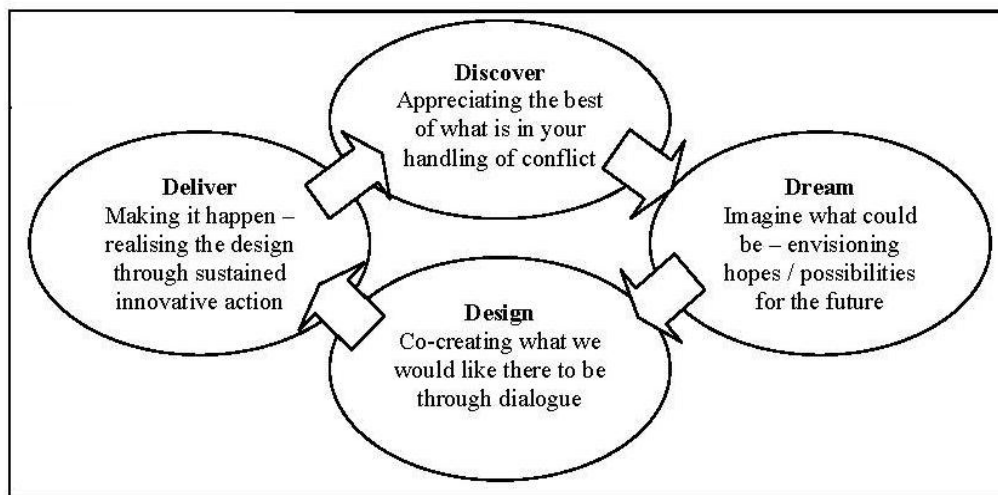 Discover
Appreciating the best
of what is in your
handling of conflict
Dream
Imagine what could
be – envisioning
hopes / possibilities
for the future
Design
Co-creating what we
would like there to be
through dialogue
Deliver
Making it happen –
realising the design
through sustained
innovative action